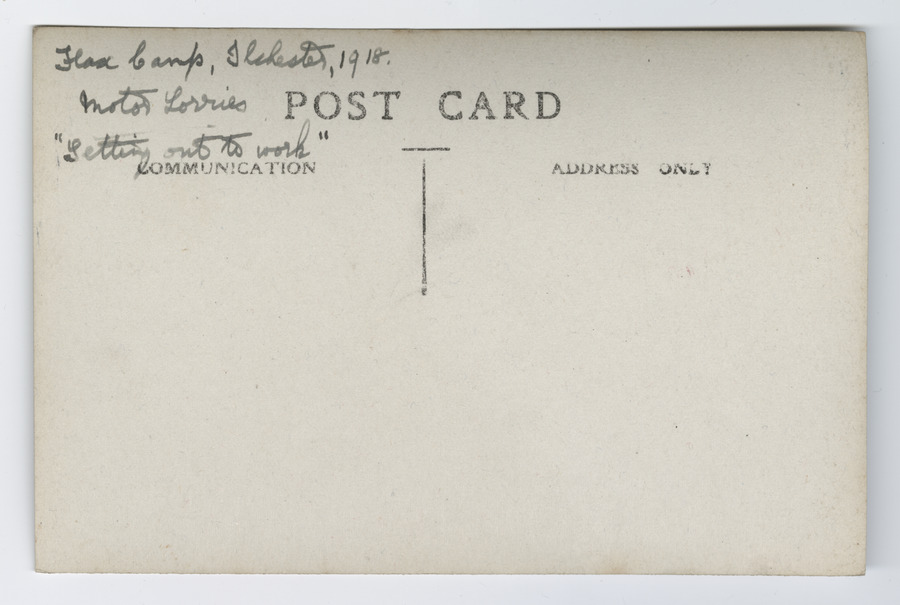 Flax Camp, Ilchester, 1918.
Motor Lorries
POST CARD
"Setting out to work"
COMMUNICATION
ADDRESS ONLY